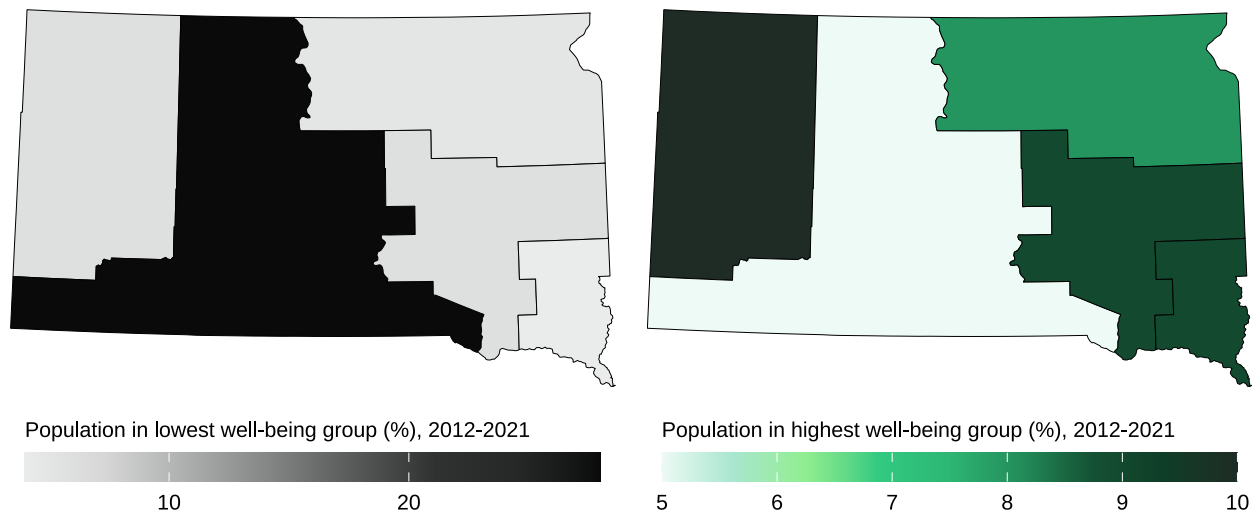 Population in lowest well-being group (%), 2012-2021
10 20
Population in highest well-being group (%), 2012-2021
5 6 7 8 9 10